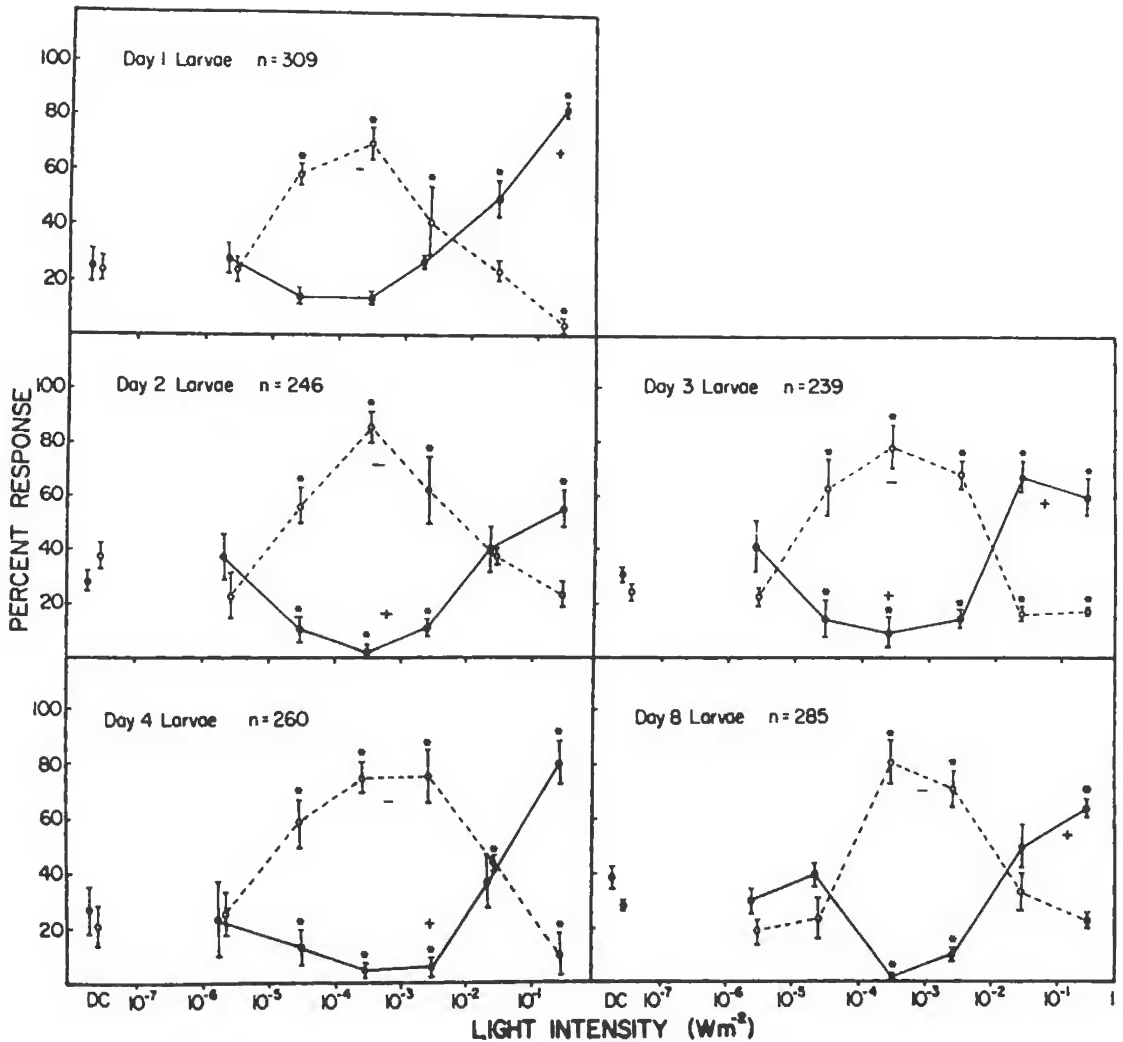 Day 1 Larvae n=309
100
80
60
40
20
* * * * *
- +
Day 2 Larvae n=246
100
80
60
40
20
* * * * * * *
- +
Day 3 Larvae n=239
* * * * * * * * * *
- + +
PERCENT RESPONSE
Day 4 Larvae n=260
100
80
60
40
20
* * * * * * * * *
- +
Day 8 Larvae n=285
* * * * *
- +
DC 10⁻⁷ 10⁻⁶ 10⁻⁵ 10⁻⁴ 10⁻³ 10⁻² 10⁻¹
DC 10⁻⁷ 10⁻⁶ 10⁻⁵ 10⁻⁴ 10⁻³ 10⁻² 10⁻¹ 1
LIGHT INTENSITY (Wm⁻²)